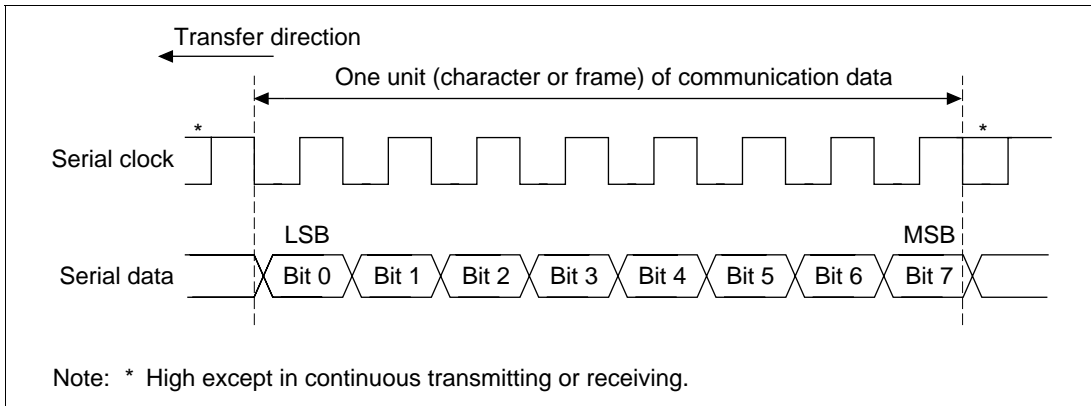 Transfer direction
One unit (character or frame) of communication data
* *
Serial clock
LSB MSB
Serial data Bit 0 Bit 1 Bit 2 Bit 3 Bit 4 Bit 5 Bit 6 Bit 7
Note: * High except in continuous transmitting or receiving.